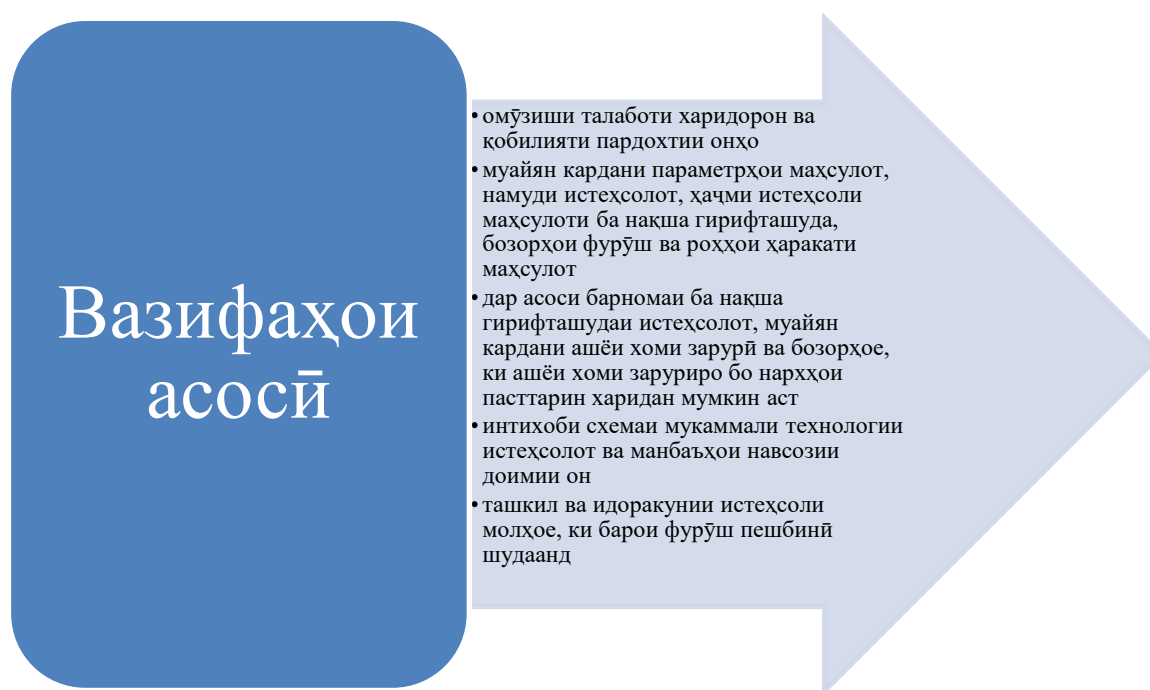 Вазифаҳои
асосӣ
• омӯзиши талаботи харидорон ва
қобилияти пардохтии онҳо
• муайян кардани параметрҳои маҳсулот,
намуди истеҳсолот, ҳаҷми истеҳсоли
маҳсулоти ба нақша гирифташуда,
бозорҳои фурӯш ва роҳҳои ҳаракати
маҳсулот
• дар асоси барномаи ба нақша
гирифташудаи истеҳсолот, муайян
кардани ашёи хоми зарурӣ ва бозорҳое,
ки ашёи хоми заруриро бо нархҳои
пасттарин харидан мумкин аст
• интихоби схемаи мукаммали технологии
истеҳсолот ва манбаъҳои навсозии
доимии он
• ташкил ва идоракунии истеҳсоли
молҳое, ки барои фурӯш пешбинӣ
шудаанд